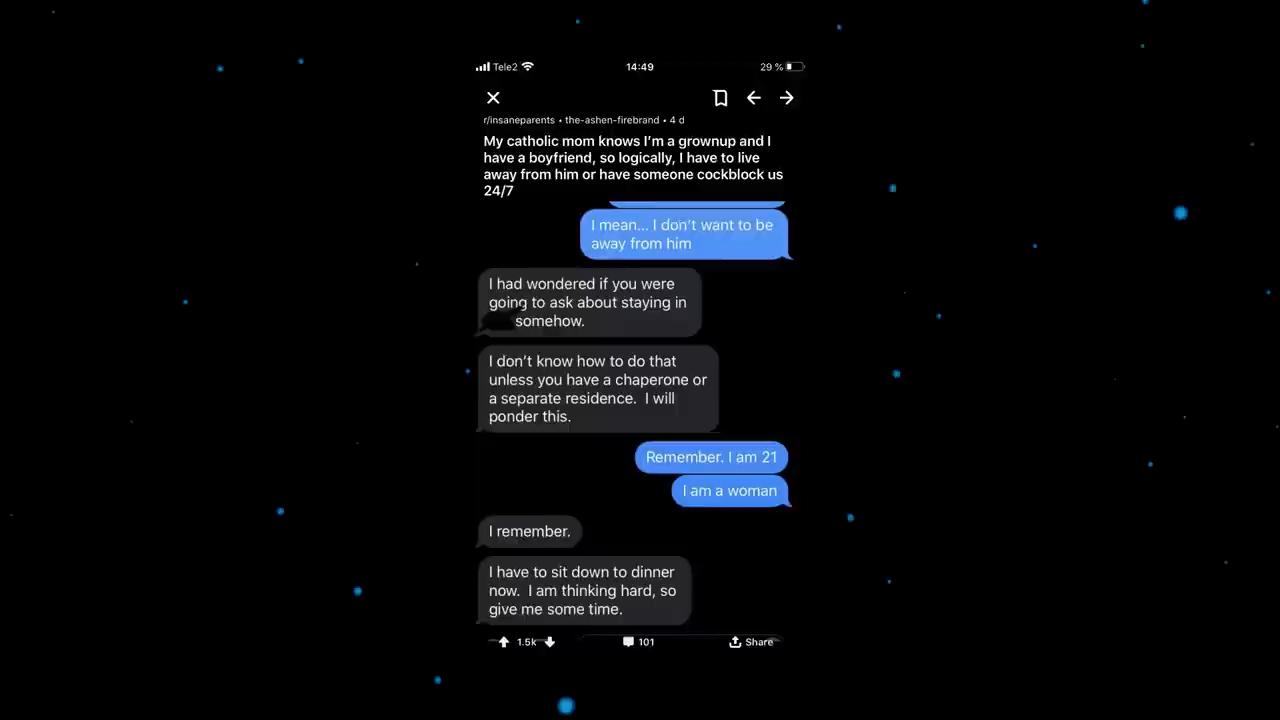 Tele2 14:49 29 %
r/insaneparents • the-ashen-firebrand • 4 d
My catholic mom knows I'm a grownup and I
have a boyfriend, so logically, I have to live
away from him or have someone cockblock us
24/7
I mean... I don't want to be
away from him
I had wondered if you were
going to ask about staying in
somehow.
I don't know how to do that
unless you have a chaperone or
a separate residence.  I will
ponder this.
Remember. I am 21
I am a woman
I remember.
I have to sit down to dinner
now.  I am thinking hard, so
give me some time.
1.5k 101 Share